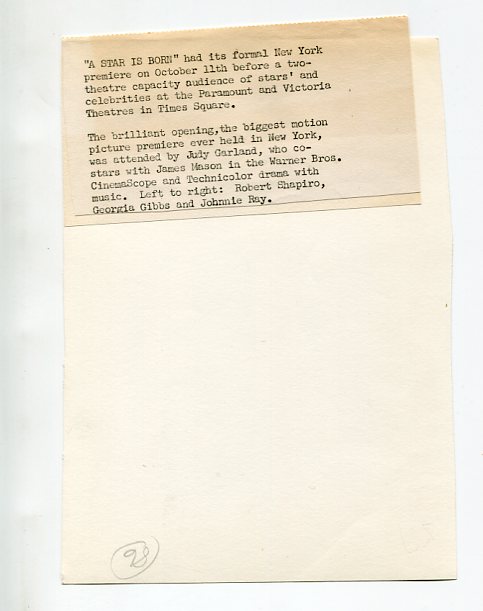 "A STAR IS BORN" had its formal New York
premiere on October 11th before a two-
theatre capacity audience of stars' and
celebrities at the Paramount and Victoria
Theatres in Times Square.
The brilliant opening,the biggest motion
picture premiere ever held in New York,
was attended by Judy Garland, who co-
stars with James Mason in the Warner Bros.
CinemaScope and Technicolor drama with
music. Left to right: Robert Shapiro,
Georgia Gibbs and Johnnie Ray.
28